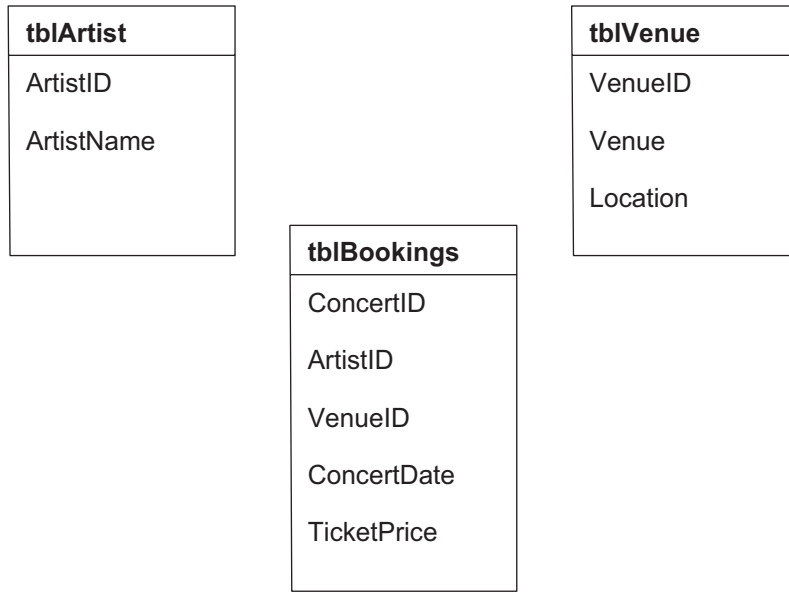 tblArtist
ArtistID
ArtistName
tblVenue
VenueID
Venue
Location
tblBookings
ConcertID
ArtistID
VenueID
ConcertDate
TicketPrice